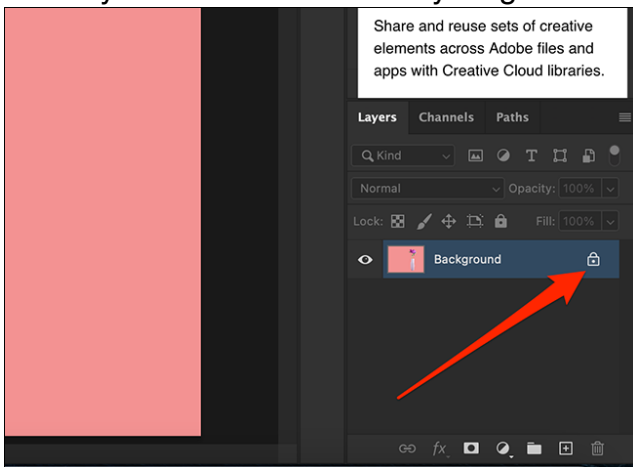 Share and reuse sets of creative
elements across Adobe files and
apps with Creative Cloud libraries.
Layers Channels Paths
Kind
Normal Opacity: 100%
Lock: Fill: 100%
Background
fx